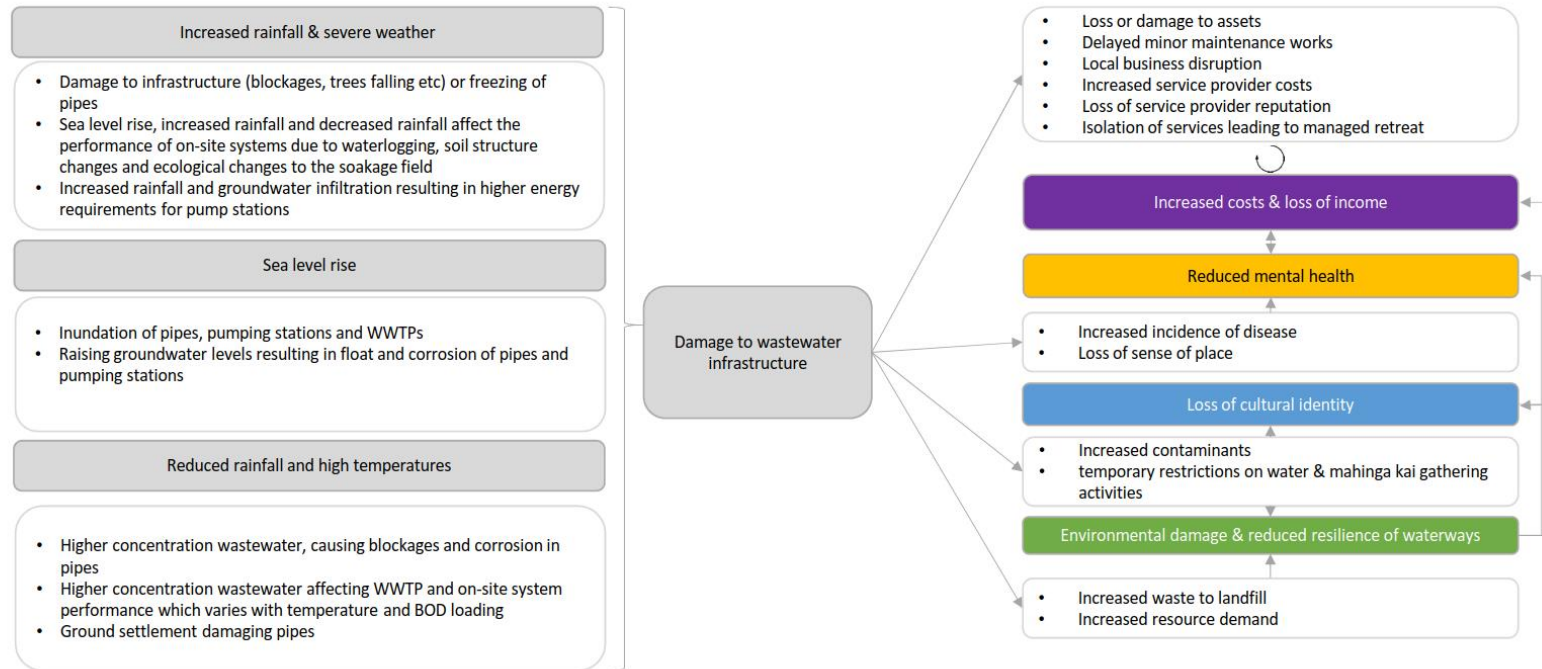 Increased rainfall & severe weather
• Damage to infrastructure (blockages, trees falling etc) or freezing of
pipes
• Sea level rise, increased rainfall and decreased rainfall affect the
performance of on-site systems due to waterlogging, soil structure
changes and ecological changes to the soakage field
• Increased rainfall and groundwater infiltration resulting in higher energy
requirements for pump stations
Sea level rise
• Inundation of pipes, pumping stations and WWTPs
• Raising groundwater levels resulting in float and corrosion of pipes and
pumping stations
Reduced rainfall and high temperatures
• Higher concentration wastewater, causing blockages and corrosion in
pipes
• Higher concentration wastewater affecting WWTP and on-site system
performance which varies with temperature and BOD loading
• Ground settlement damaging pipes
Damage to wastewater
infrastructure
• Loss or damage to assets
• Delayed minor maintenance works
• Local business disruption
• Increased service provider costs
• Loss of service provider reputation
• Isolation of services leading to managed retreat
Increased costs & loss of income
Reduced mental health
• Increased incidence of disease
• Loss of sense of place
Loss of cultural identity
• Increased contaminants
• temporary restrictions on water & mahinga kai gathering
activities
Environmental damage & reduced resilience of waterways
• Increased waste to landfill
• Increased resource demand